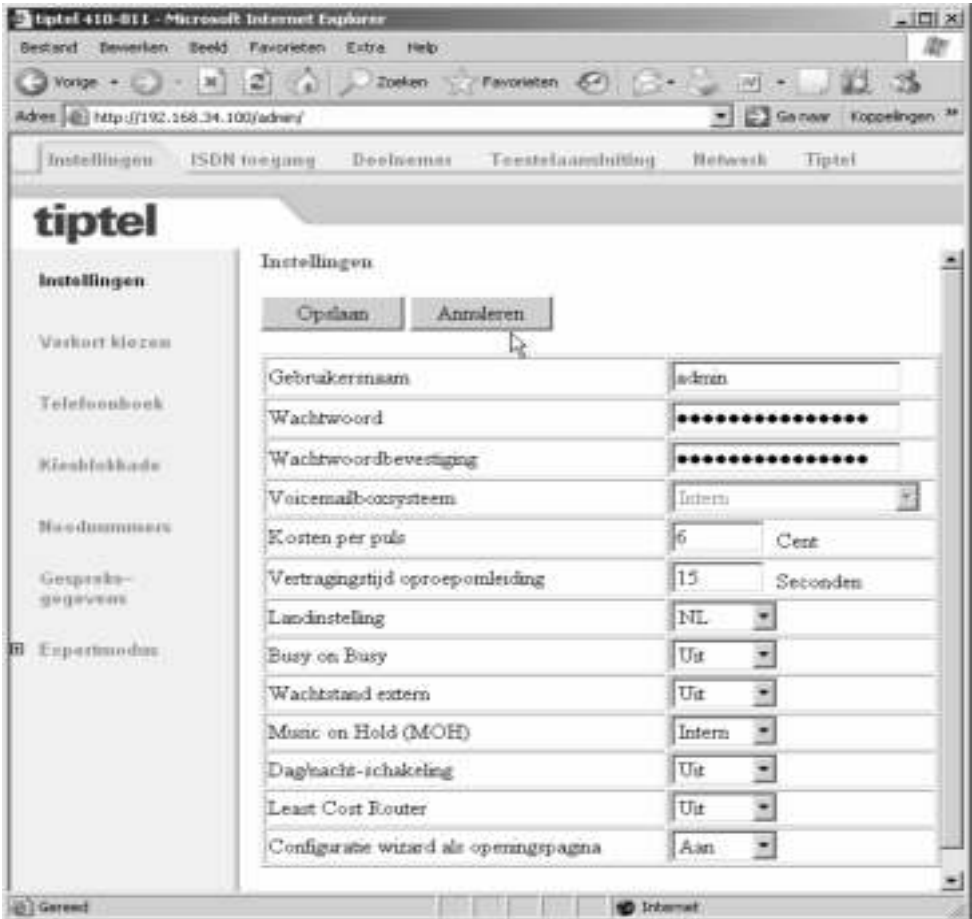 tiptel 410-811 - Microsoft Internet Explorer
Bestand Bewerken Beeld Favorieten Extra Help
Vorige Zoeken Favorieten
Adres http://192.168.34.100/admin/ Ga naar Koppelingen »
Instellingen ISDN toegang Deelnemer Toestelaansluiting Netwerk Tiptel
tiptel
Instellingen
Verkort kiezen
Telefoonboek
Kiesblokkade
Noodnummers
Gespreks-
gegevens
Expertmodus
Instellingen
Opslaan Annuleren
Gebruikersnaam admin
Wachtwoord ●●●●●●●●●●●●●●●
Wachtwoordbevestiging ●●●●●●●●●●●●●●●
Voicemailboxsysteem Intern
Kosten per puls 6 Cent
Vertragingstijd oproepomleiding 15 Seconden
Landinstelling NL
Busy on Busy Uit
Wachtstand extern Uit
Music on Hold (MOH) Intern
Dag/nacht-schakeling Uit
Least Cost Router Uit
Configuratie wizard als openingspagina Aan
Gereed Internet